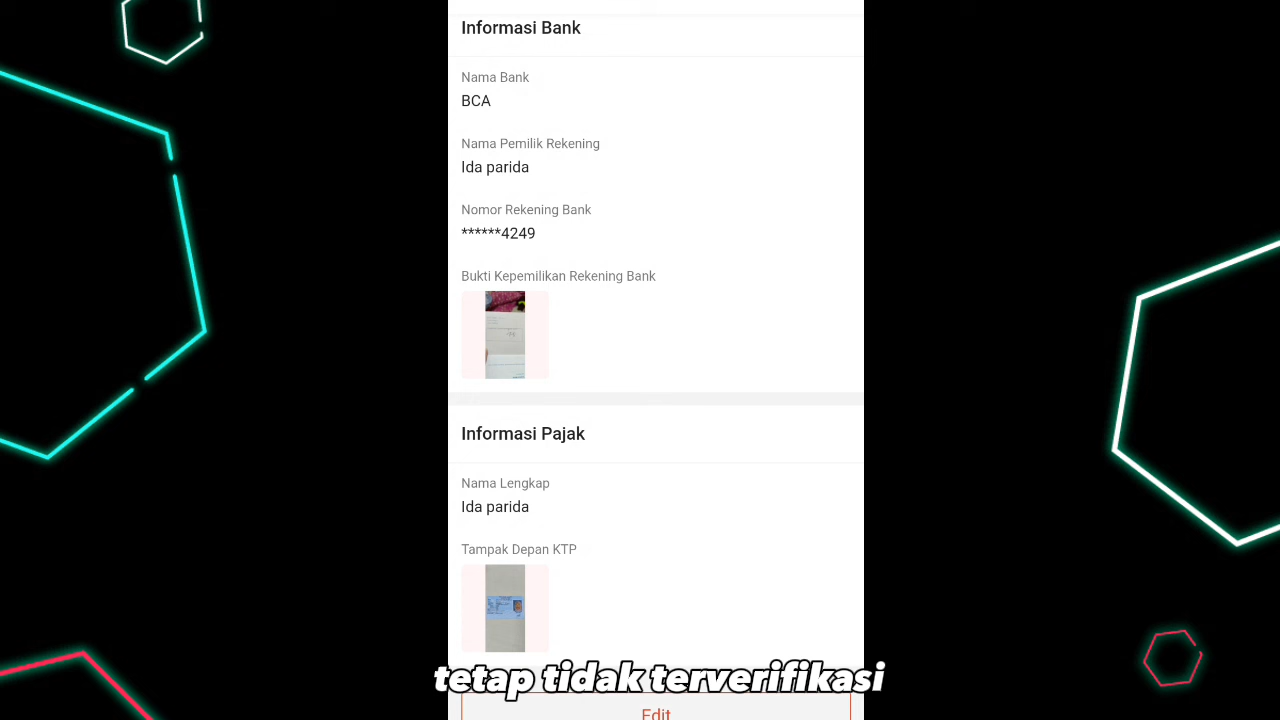 Informasi Bank
Nama Bank
BCA
Nama Pemilik Rekening
Ida parida
Nomor Rekening Bank
******4249
Bukti Kepemilikan Rekening Bank
Informasi Pajak
Nama Lengkap
Ida parida
Tampak Depan KTP
tetap tidak terverifikasi
Edit